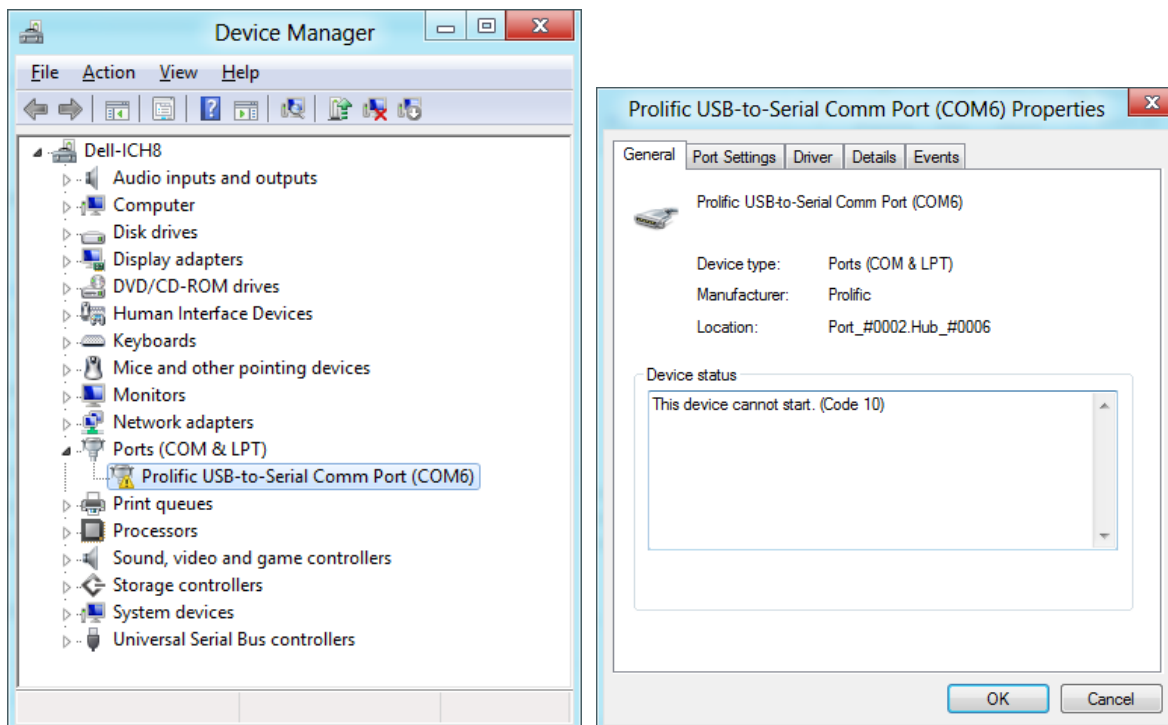 Device Manager
File Action View Help
Dell-ICH8
Audio inputs and outputs
Computer
Disk drives
Display adapters
DVD/CD-ROM drives
Human Interface Devices
Keyboards
Mice and other pointing devices
Monitors
Network adapters
Ports (COM & LPT)
Prolific USB-to-Serial Comm Port (COM6)
Print queues
Processors
Sound, video and game controllers
Storage controllers
System devices
Universal Serial Bus controllers
Prolific USB-to-Serial Comm Port (COM6) Properties
General Port Settings Driver Details Events
Prolific USB-to-Serial Comm Port (COM6)
Device type: Ports (COM & LPT)
Manufacturer: Prolific
Location: Port_#0002.Hub_#0006
Device status
This device cannot start. (Code 10)
OK Cancel